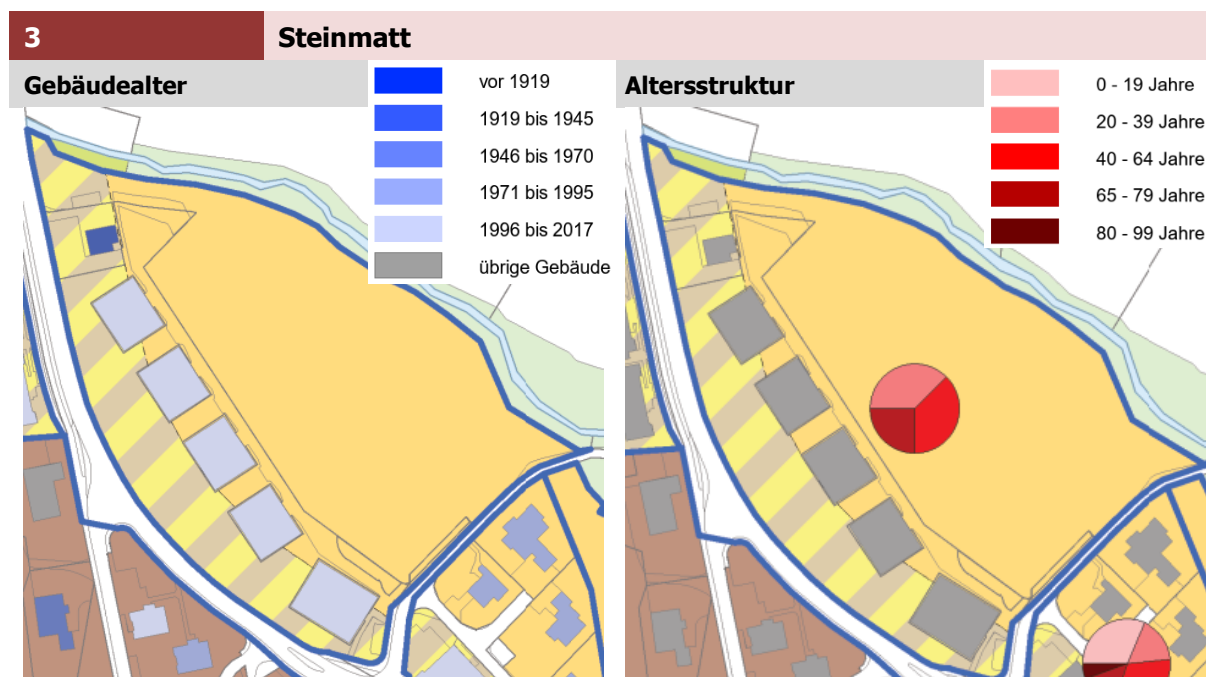 3 Steinmatt
Gebäudealter
vor 1919
1919 bis 1945
1946 bis 1970
1971 bis 1995
1996 bis 2017
übrige Gebäude
Altersstruktur
0 - 19 Jahre
20 - 39 Jahre
40 - 64 Jahre
65 - 79 Jahre
80 - 99 Jahre